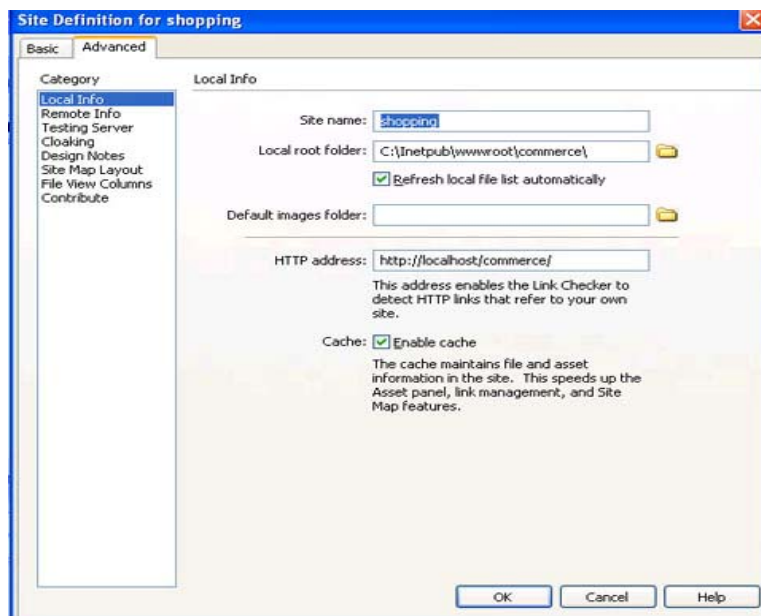 Site Definition for shopping
Basic
Advanced
Category
Local Info
Remote Info
Testing Server
Cloaking
Design Notes
Site Map Layout
File View Columns
Contribute
Local Info
Site name: shopping
Local root folder: C:\Inetpub\wwwroot\commerce\
Refresh local file list automatically
Default images folder:
HTTP address: http://localhost/commerce/
This address enables the Link Checker to
detect HTTP links that refer to your own
site.
Cache: Enable cache
The cache maintains file and asset
information in the site. This speeds up the
Asset panel, link management, and Site
Map features.
OK
Cancel
Help